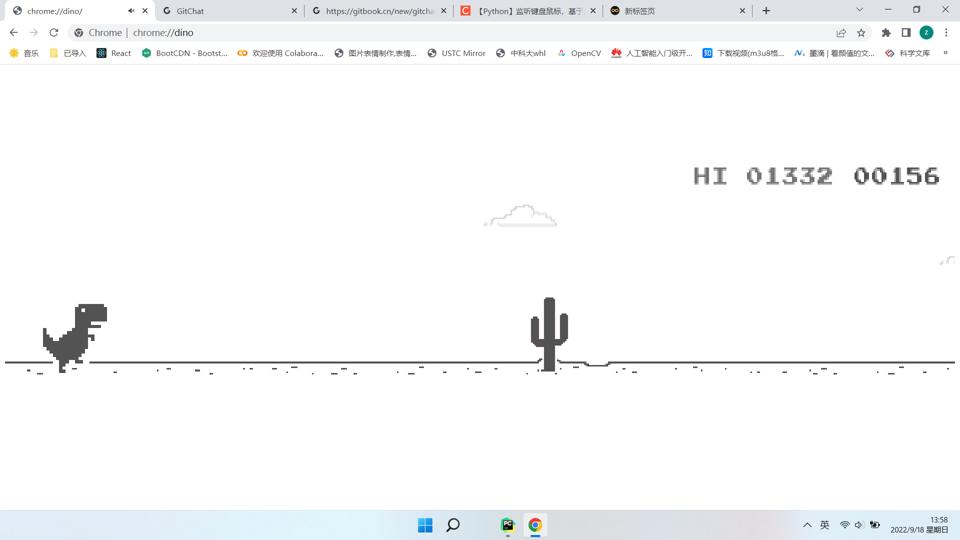 chrome://dino/
GitChat
https://gitbook.cn/new/gitcha
【Python】监听键盘鼠标，基于
新标签页
Chrome | chrome://dino
音乐
已导入
React
BootCDN - Bootst...
欢迎使用 Colabora...
图片表情制作,表情...
USTC Mirror
中科大whl
OpenCV
人工智能入门级开...
下载视频(m3u8格...
墨滴 | 看颜值的文...
科学文库
»
HI 01332 00156
英
13:58
2022/9/18 星期日